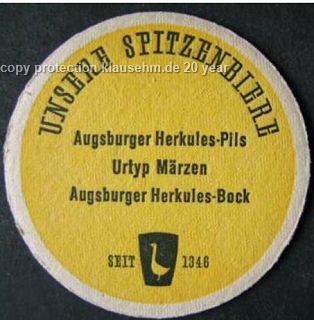 UNSERE SPITZENBIERE
copy protection klausehm.de 20 year
Augsburger Herkules-Pils
Urtyp Märzen
Augsburger Herkules-Bock
SEIT 1346